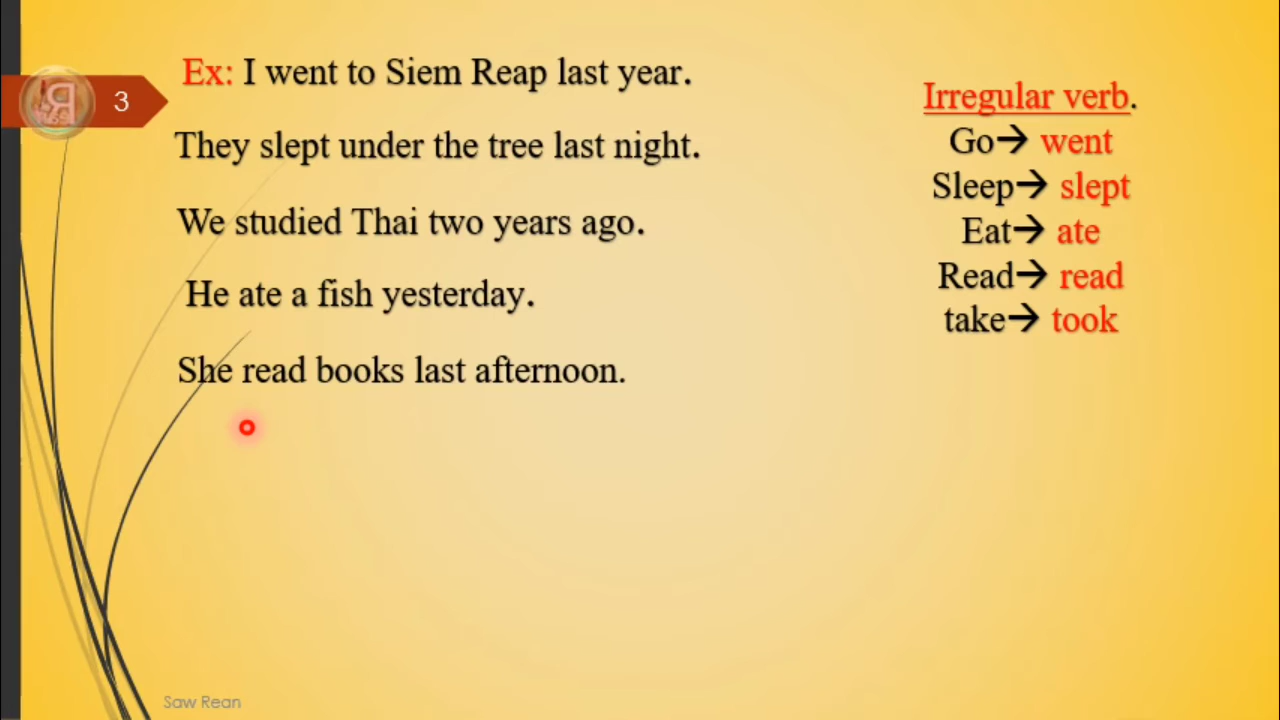 3
Ex: I went to Siem Reap last year.
They slept under the tree last night.
We studied Thai two years ago.
He ate a fish yesterday.
She read books last afternoon.
Irregular verb.
Go→ went
Sleep→ slept
Eat→ ate
Read→ read
take→ took
Saw Rean